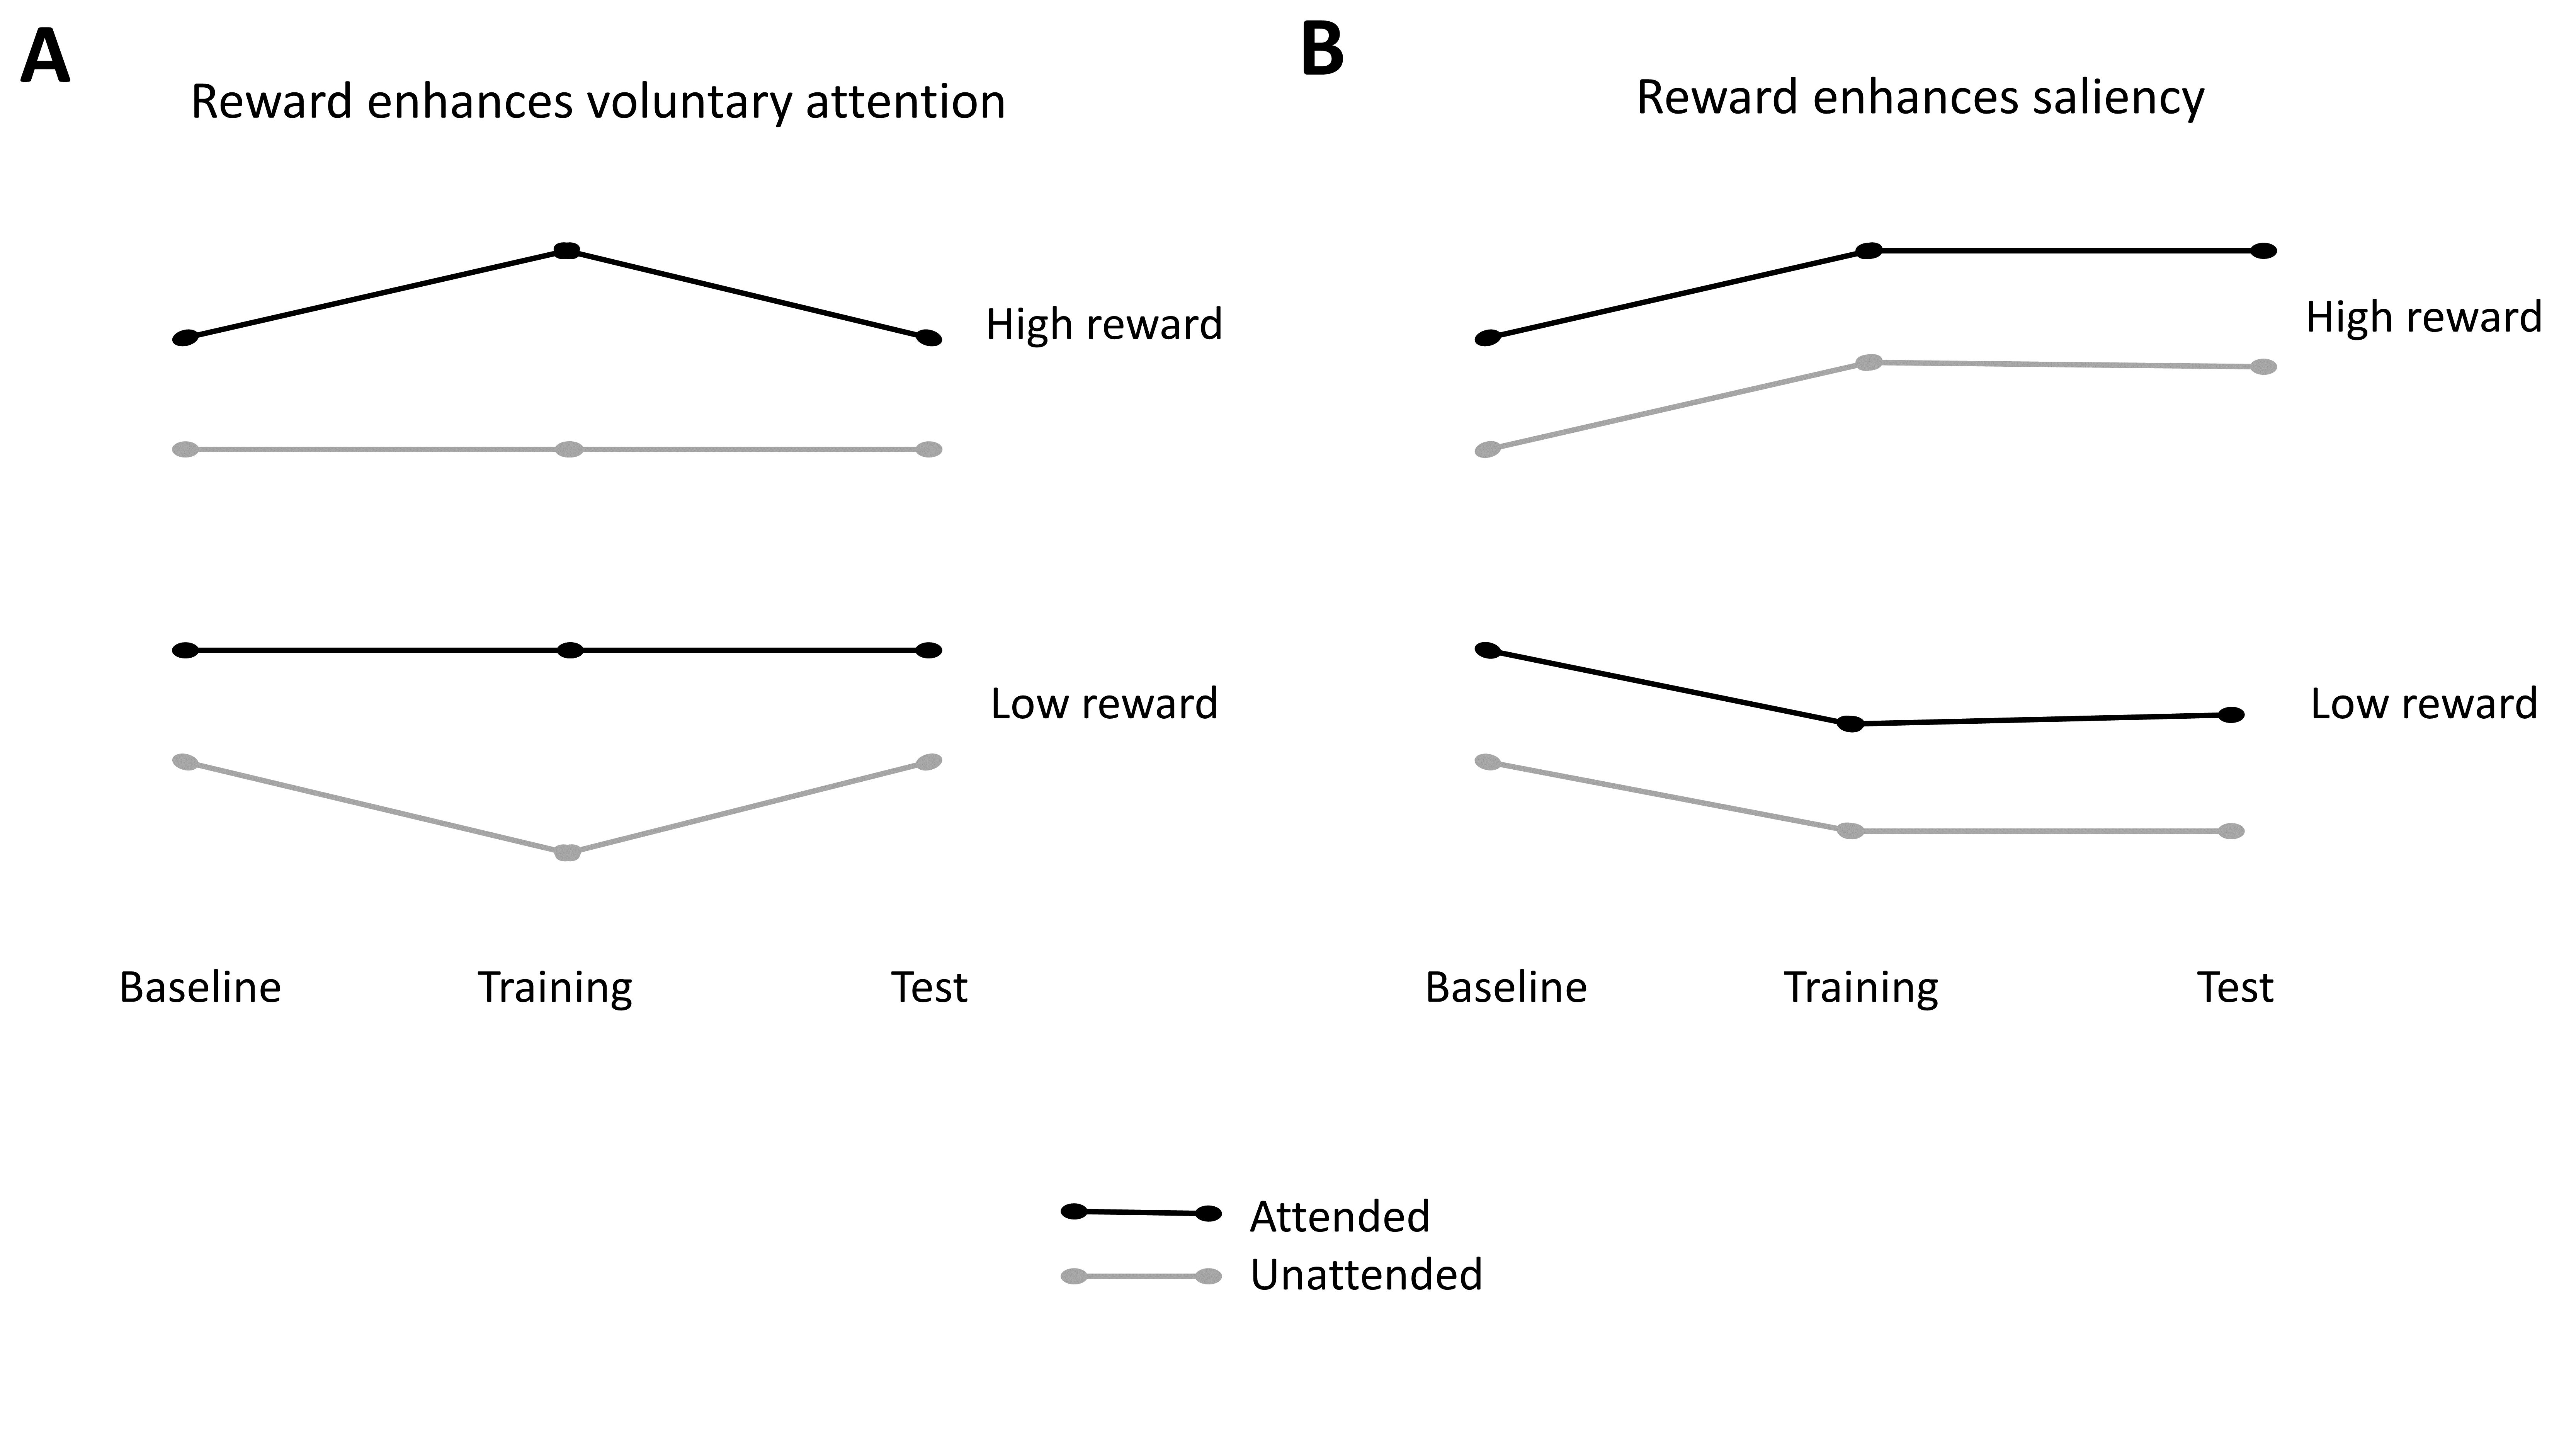 A
Reward enhances voluntary attention
High reward
Low reward
Baseline Training Test
B
Reward enhances saliency
High reward
Low reward
Baseline Training Test
Attended
Unattended